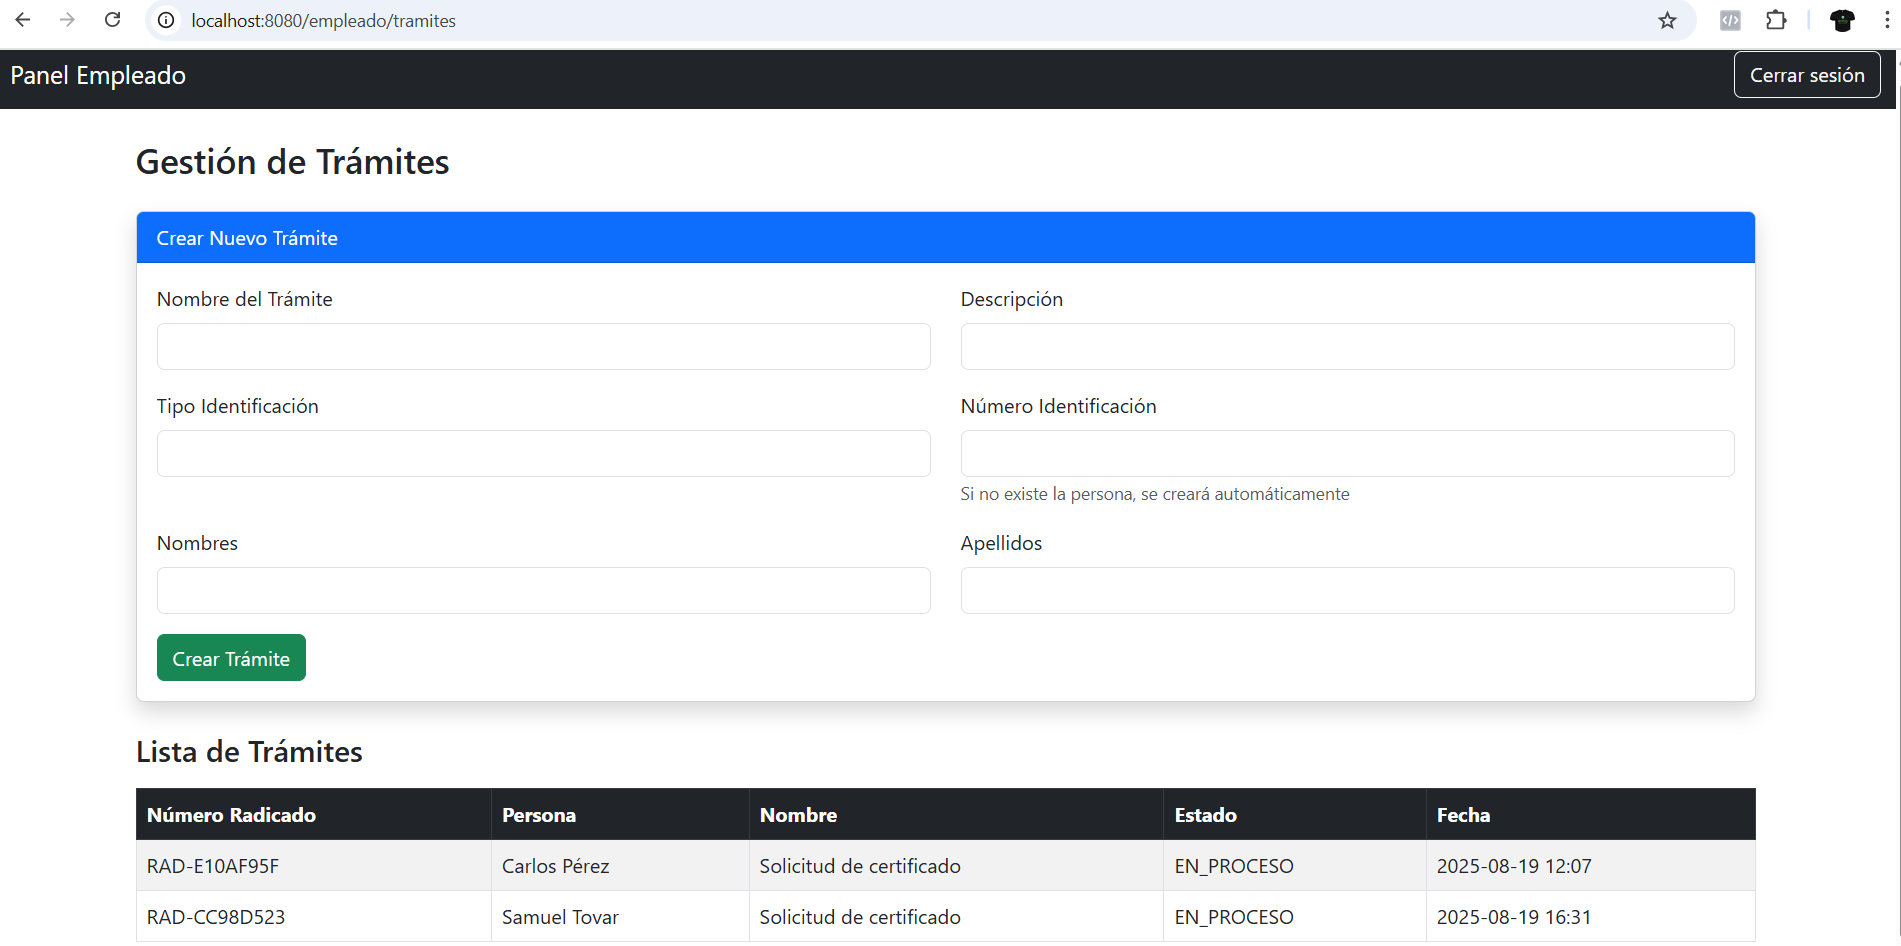 localhost:8080/empleado/tramites
Panel Empleado
Cerrar sesión
Gestión de Trámites
Crear Nuevo Trámite
Nombre del Trámite
Descripción
Tipo Identificación
Número Identificación
Si no existe la persona, se creará automáticamente
Nombres
Apellidos
Crear Trámite
Lista de Trámites
Número Radicado Persona Nombre Estado Fecha
RAD-E10AF95F Carlos Pérez Solicitud de certificado EN_PROCESO 2025-08-19 12:07
RAD-CC98D523 Samuel Tovar Solicitud de certificado EN_PROCESO 2025-08-19 16:31